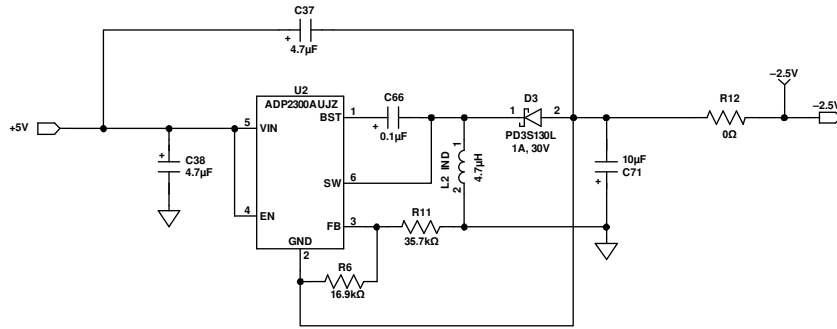 C37
+
4.7µF
U2
ADP2300AUJZ
+5V
5 VIN
BST 1
C66
+
0.1µF
1 D3 2
PD3S130L
1A, 30V
R12
0Ω
–2.5V
–2.5V
+
C38
4.7µF
SW 6
L2 IND
1
2
4.7µH
10µF
C71
+
4 EN
FB 3
R11
35.7kΩ
GND
2
R6
16.9kΩ